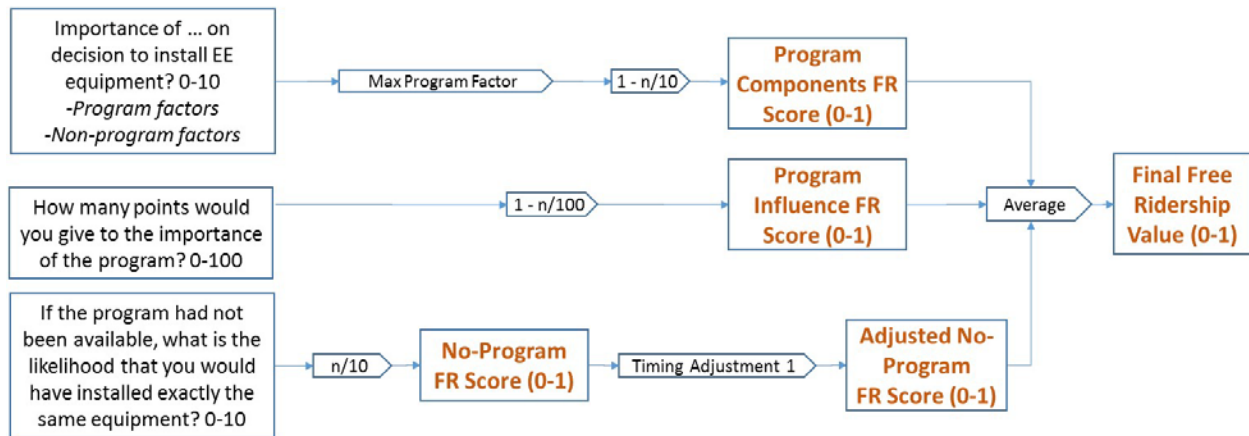 Importance of ... on
decision to install EE
equipment? 0-10
-Program factors
-Non-program factors
Max Program Factor
1 - n/10
Program
Components FR
Score (0-1)
How many points would
you give to the importance
of the program? 0-100
1 - n/100
Program
Influence FR
Score (0-1)
Average
Final Free
Ridership
Value (0-1)
If the program had not
been available, what is the
likelihood that you would
have installed exactly the
same equipment? 0-10
n/10
No-Program
FR Score (0-1)
Timing Adjustment 1
Adjusted No-
Program
FR Score (0-1)